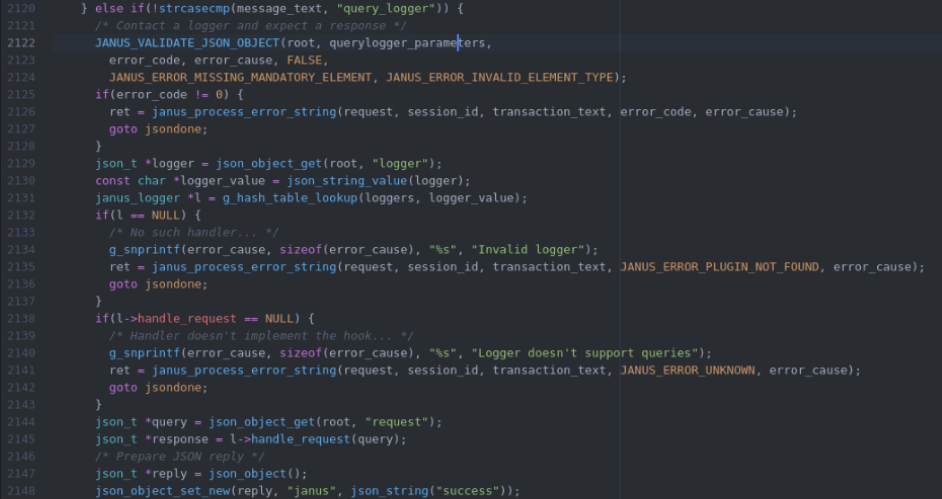 2120 } else if(!strcasecmp(message_text, "query_logger")) {
2121 /* Contact a logger and expect a response */
2122 JANUS_VALIDATE_JSON_OBJECT(root, querylogger_parameters,
2123 error_code, error_cause, FALSE,
2124 JANUS_ERROR_MISSING_MANDATORY_ELEMENT, JANUS_ERROR_INVALID_ELEMENT_TYPE);
2125 if(error_code != 0) {
2126 ret = janus_process_error_string(request, session_id, transaction_text, error_code, error_cause);
2127 goto jsondone;
2128 }
2129 json_t *logger = json_object_get(root, "logger");
2130 const char *logger_value = json_string_value(logger);
2131 janus_logger *l = g_hash_table_lookup(loggers, logger_value);
2132 if(l == NULL) {
2133 /* No such handler... */
2134 g_snprintf(error_cause, sizeof(error_cause), "%s", "Invalid logger");
2135 ret = janus_process_error_string(request, session_id, transaction_text, JANUS_ERROR_PLUGIN_NOT_FOUND, error_cause);
2136 goto jsondone;
2137 }
2138 if(l->handle_request == NULL) {
2139 /* Handler doesn't implement the hook... */
2140 g_snprintf(error_cause, sizeof(error_cause), "%s", "Logger doesn't support queries");
2141 ret = janus_process_error_string(request, session_id, transaction_text, JANUS_ERROR_UNKNOWN, error_cause);
2142 goto jsondone;
2143 }
2144 json_t *query = json_object_get(root, "request");
2145 json_t *response = l->handle_request(query);
2146 /* Prepare JSON reply */
2147 json_t *reply = json_object();
2148 json_object_set_new(reply, "janus", json_string("success"));